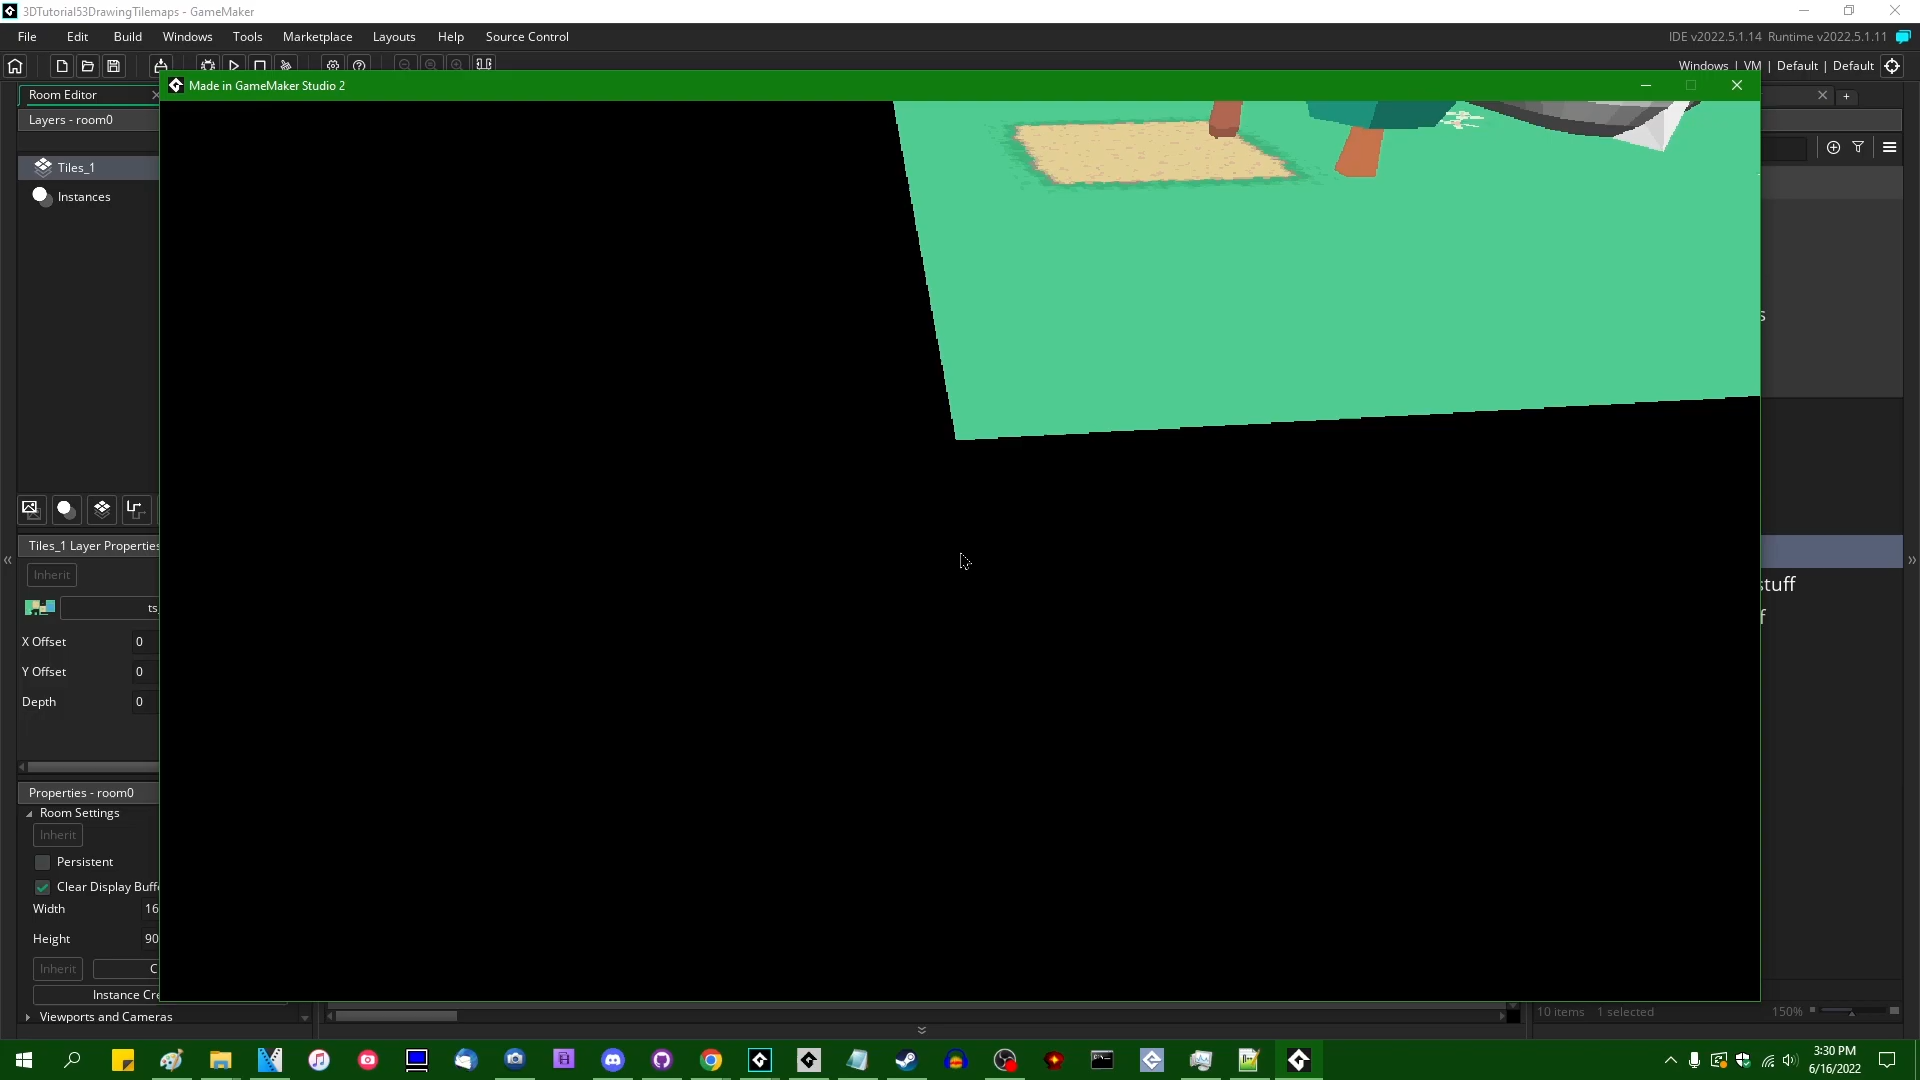 3DTutorial53DrawingTilemaps - GameMaker
File Edit Build Windows Tools Marketplace Layouts Help Source Control
IDE v2022.5.1.14 Runtime v2022.5.1.11
Windows | VM | Default | Default
Room Editor
Made in GameMaker Studio 2
Layers - room0
Tiles_1
Instances
Tiles_1 Layer Properties
Inherit
ts_
X Offset 0
Y Offset 0
Depth 0
stuff
Properties - room0
Room Settings
Inherit
Persistent
Clear Display Buff
Width 16
Height 90
Inherit C
Instance Cre
Viewports and Cameras
10 items 1 selected 150%
3:30 PM
6/16/2022